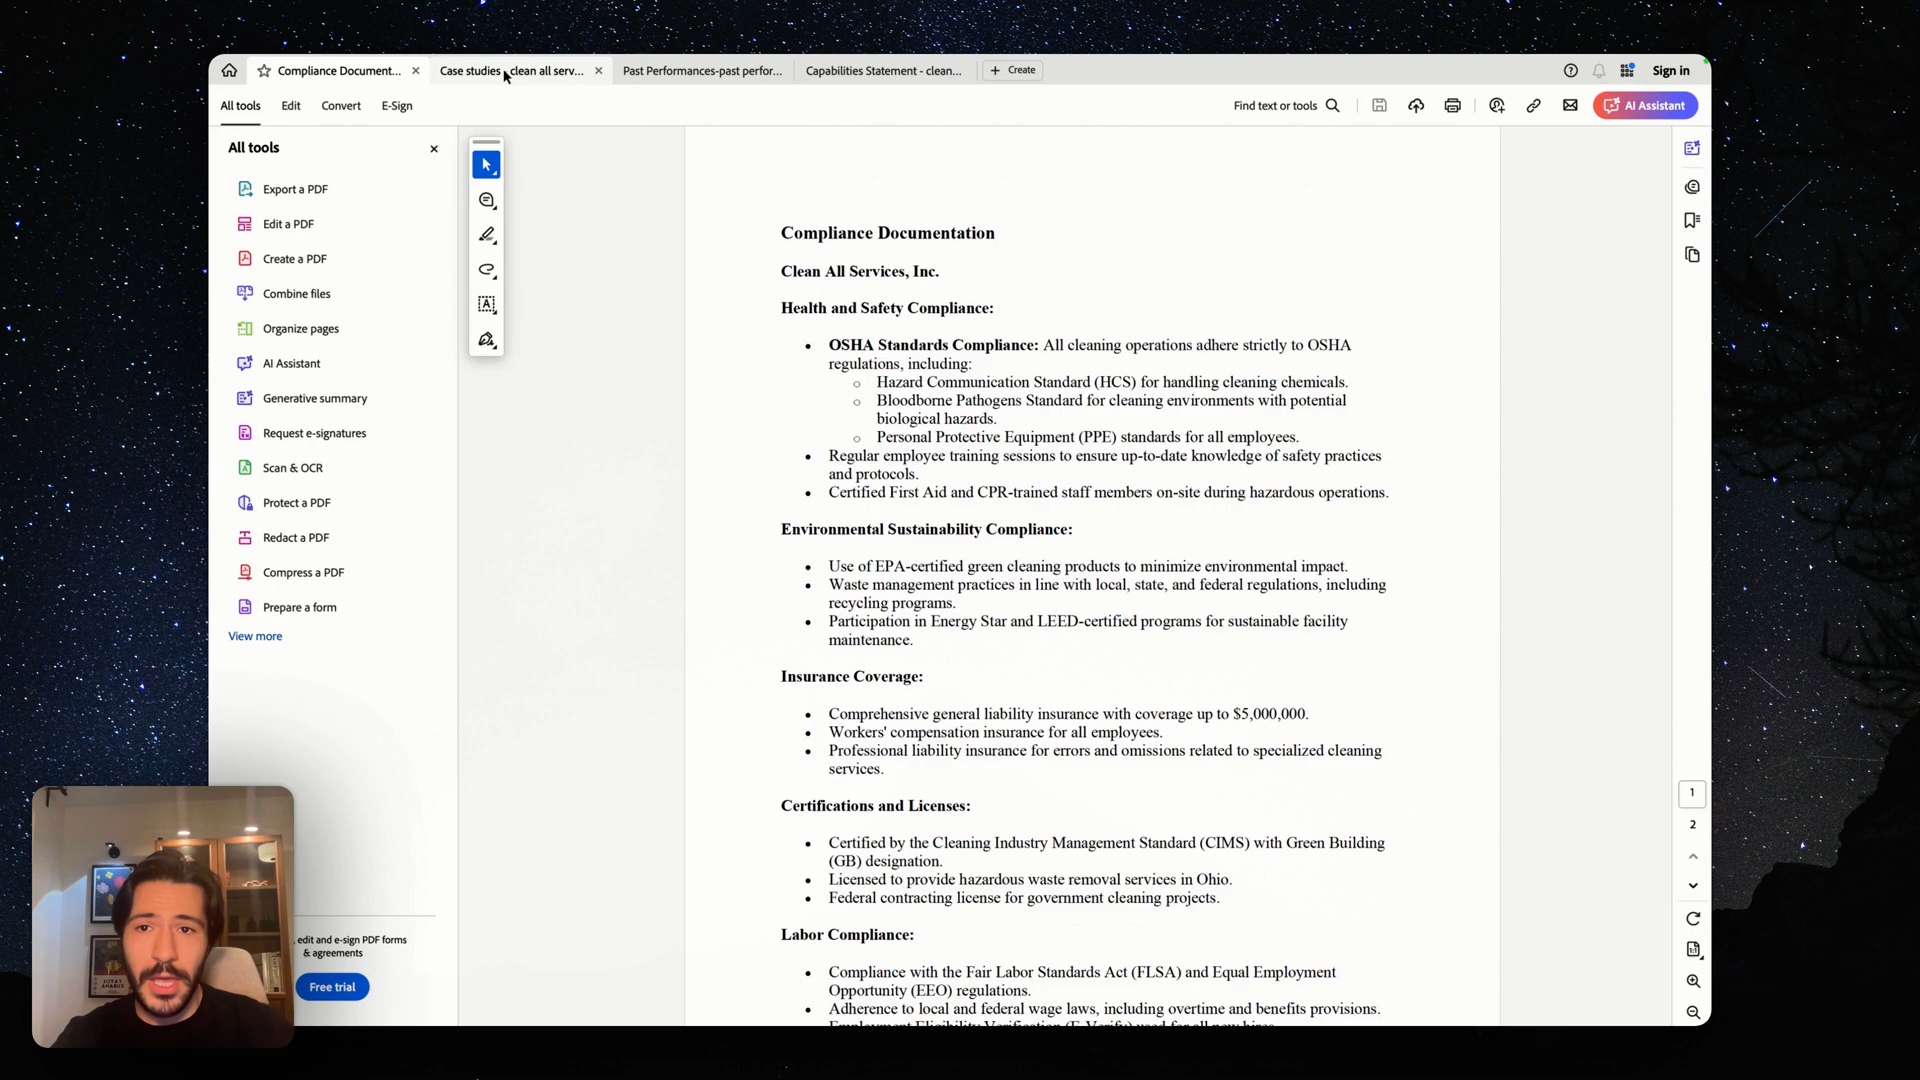 Compliance Document...
Case studies - clean all serv...
Past Performances-past perfor...
Capabilities Statement - clean...
Create
Sign in
All tools
Edit
Convert
E-Sign
Find text or tools
AI Assistant
All tools
Export a PDF
Edit a PDF
Create a PDF
Combine files
Organize pages
AI Assistant
Generative summary
Request e-signatures
Scan & OCR
Protect a PDF
Redact a PDF
Compress a PDF
Prepare a form
View more
, edit and e-sign PDF forms
& agreements
Free trial
Compliance Documentation
Clean All Services, Inc.
Health and Safety Compliance:
• OSHA Standards Compliance: All cleaning operations adhere strictly to OSHA
regulations, including:
o Hazard Communication Standard (HCS) for handling cleaning chemicals.
o Bloodborne Pathogens Standard for cleaning environments with potential
biological hazards.
o Personal Protective Equipment (PPE) standards for all employees.
• Regular employee training sessions to ensure up-to-date knowledge of safety practices
and protocols.
• Certified First Aid and CPR-trained staff members on-site during hazardous operations.
Environmental Sustainability Compliance:
• Use of EPA-certified green cleaning products to minimize environmental impact.
• Waste management practices in line with local, state, and federal regulations, including
recycling programs.
• Participation in Energy Star and LEED-certified programs for sustainable facility
maintenance.
Insurance Coverage:
• Comprehensive general liability insurance with coverage up to $5,000,000.
• Workers' compensation insurance for all employees.
• Professional liability insurance for errors and omissions related to specialized cleaning
services.
Certifications and Licenses:
• Certified by the Cleaning Industry Management Standard (CIMS) with Green Building
(GB) designation.
• Licensed to provide hazardous waste removal services in Ohio.
• Federal contracting license for government cleaning projects.
Labor Compliance:
• Compliance with the Fair Labor Standards Act (FLSA) and Equal Employment
Opportunity (EEO) regulations.
• Adherence to local and federal wage laws, including overtime and benefits provisions.
Employment Eligibility Verification (E-Verify) used for all new hires.
1
2